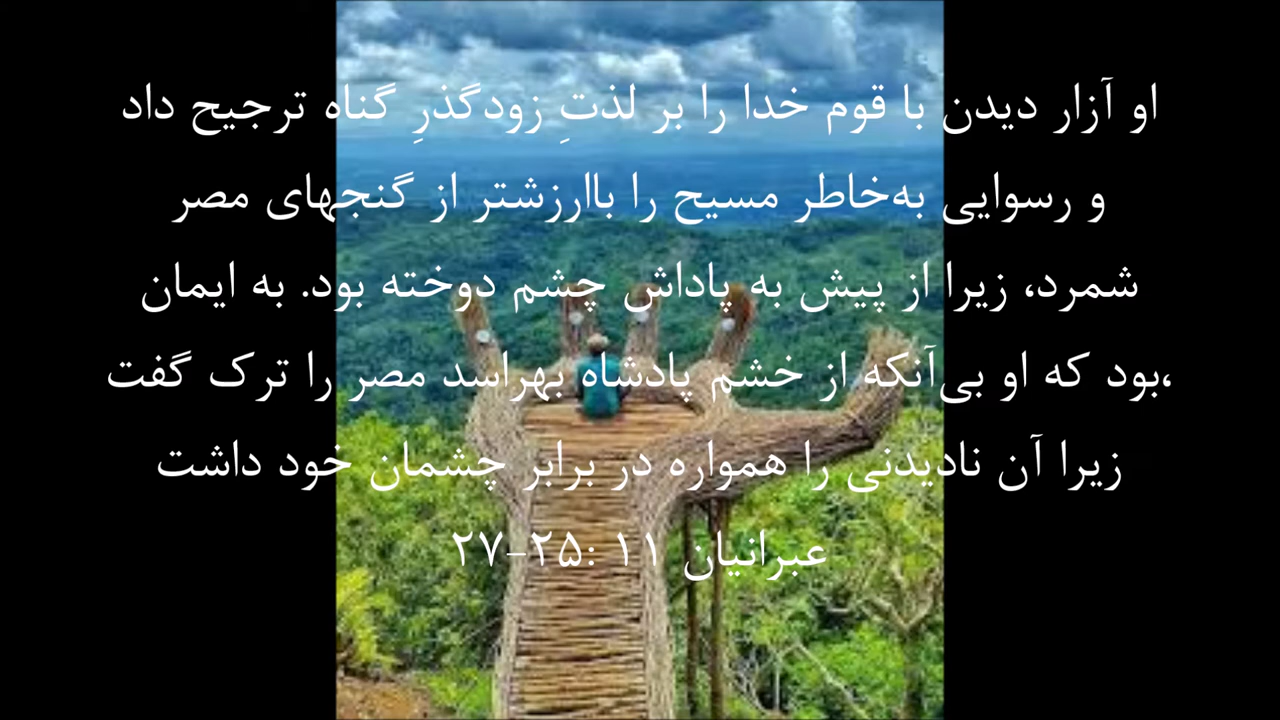 او آزار دیدن با قوم خدا را بر لذتِ زودگذرِ گناه ترجیح داد
و رسوایی به‌خاطر مسیح را باارزشتر از گنجهای مصر
شمرد، زیرا از پیش به پاداش چشم دوخته بود. به ایمان
بود که او بی‌آنکه از خشم پادشاه بهراسد مصر را ترک گفت،
زیرا آن نادیدنی را همواره در برابر چشمان خود داشت
عبرانیان ۱۱ :۲۵-۲۷